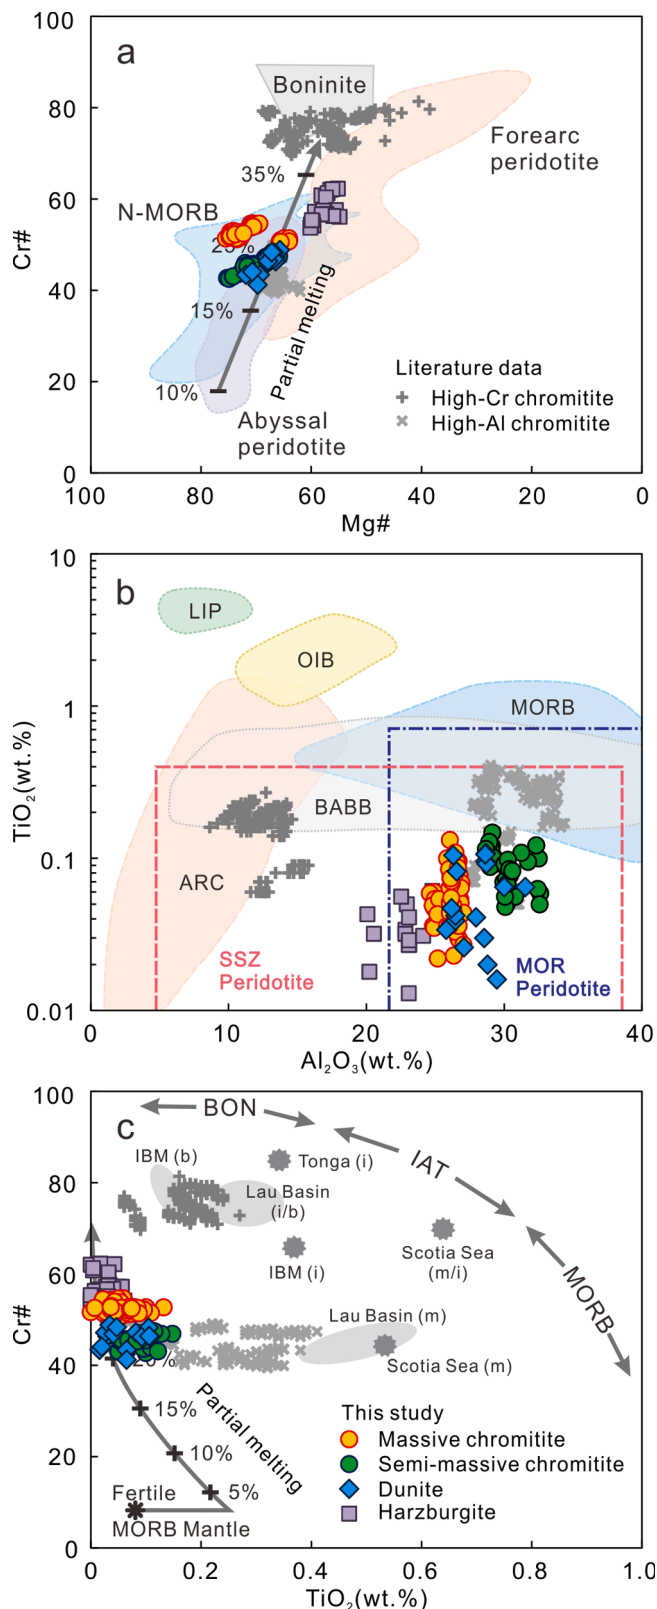 100
a
Boninite
80
Forearc
peridotite
35%
60
N-MORB
Cr#
40
15%
Partial melting
Literature data
High-Cr chromitite
High-Al chromitite
20
10%
Abyssal
peridotite
0
100
80
60
40
20
0
Mg#
10
b
LIP
OIB
MORB
1
TiO₂(wt.%)
BABB
0.1
ARC
SSZ
Peridotite
MOR
Peridotite
0.01
0
10
20
30
40
Al₂O₃(wt.%)
100
c
BON
IBM (b)
Tonga (i)
IAT
80
Lau Basin
(i/b)
IBM (i)
Scotia Sea
(m/i)
60
MORB
Cr#
Lau Basin (m)
Scotia Sea (m)
40
20%
15%
Partial melting
10%
5%
20
Fertile
MORB Mantle
This study
Massive chromitite
Semi-massive chromitite
Dunite
Harzburgite
0
0
0.2
0.4
0.6
0.8
1.0
TiO₂(wt.%)